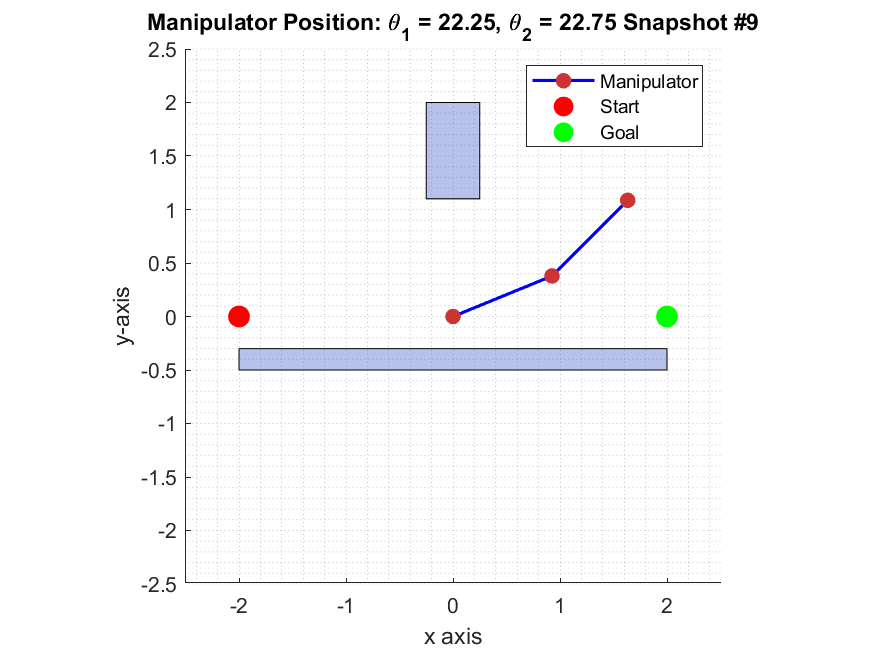 Manipulator Position: θ1 = 22.25, θ2 = 22.75 Snapshot #9
Manipulator
Start
Goal
2.5
2
1.5
1
0.5
0
-0.5
-1
-1.5
-2
-2.5
y-axis
-2 -1 0 1 2
x axis